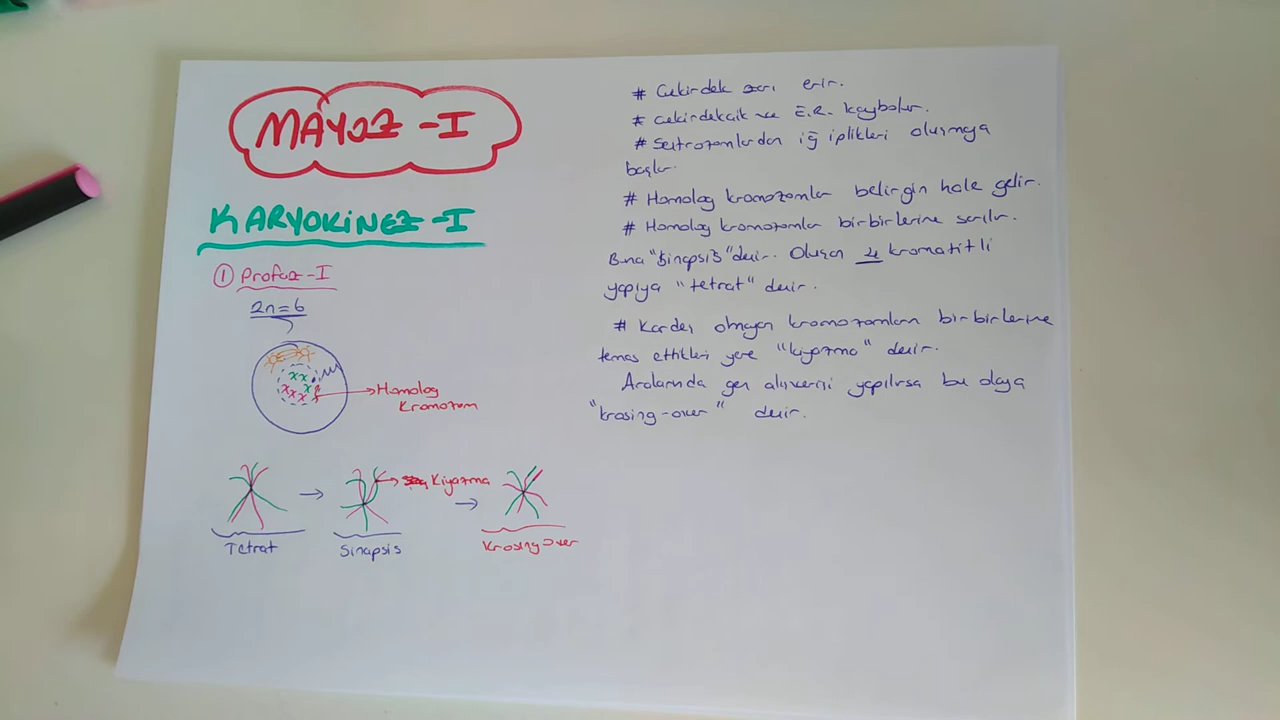 MAYOZ-I
KARYOKİNEZ-I
① Profaz-I
2n=6
Homolog
Kromozom
Kiyazma
Tetrat
Sinapsis
Krosing Over
# Çekirdek zarı erir.
* Çekirdekcik ve E.R. kaybolur.
# Sentrozomlardan iğ iplikleri oluşmaya
başlar.
# Homolog kromozomlar belirgin hale gelir.
# Homolog kromozomlar birbirlerine sarılır.
Buna "sinapsis" denir. Oluşan 4 kromatitli
yapıya "tetrat" denir.
# Kardeş olmayan kromozomların birbirlerine
temas ettikleri yere "kiyazma" denir.
Aralarında gen alışverişi yapılırsa bu olaya
"krosing-over" denir.